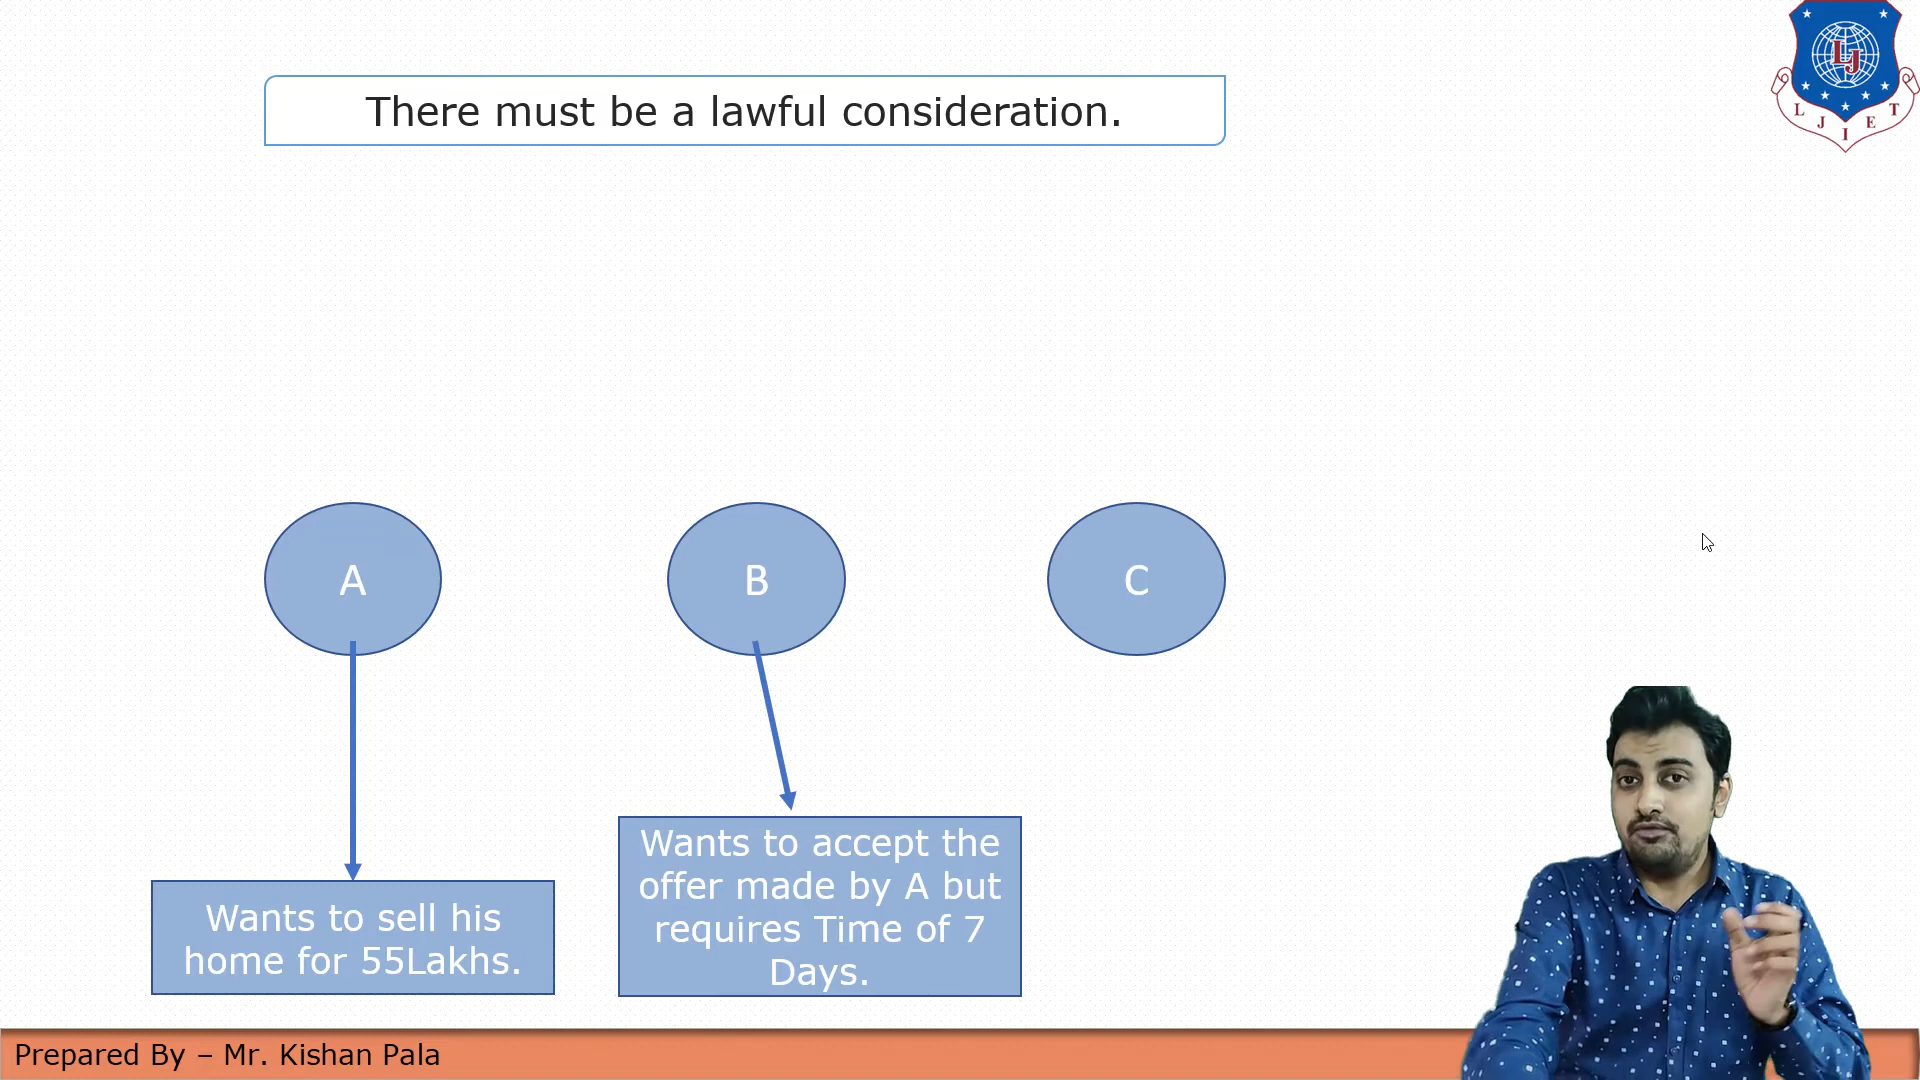 There must be a lawful consideration.
LJ
L J I E T
A
B
C
Wants to sell his
home for 55Lakhs.
Wants to accept the
offer made by A but
requires Time of 7
Days.
Prepared By – Mr. Kishan Pala